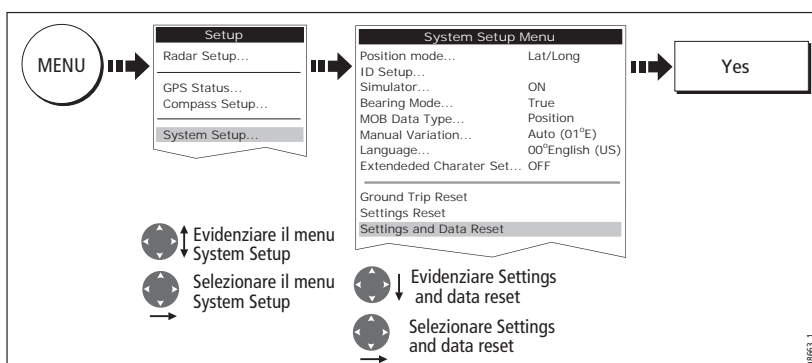 MENU
Setup
Radar Setup...
GPS Status...
Compass Setup...
System Setup...
Evidenziare il menu
System Setup
Selezionare il menu
System Setup
System Setup Menu
Position mode... Lat/Long
ID Setup...
Simulator... ON
Bearing Mode... True
MOB Data Type... Position
Manual Variation... Auto (01°E)
Language... 00°English (US)
Extendeded Charater Set... OFF
Ground Trip Reset
Settings Reset
Settings and Data Reset
Evidenziare Settings
and data reset
Selezionare Settings
and data reset
Yes